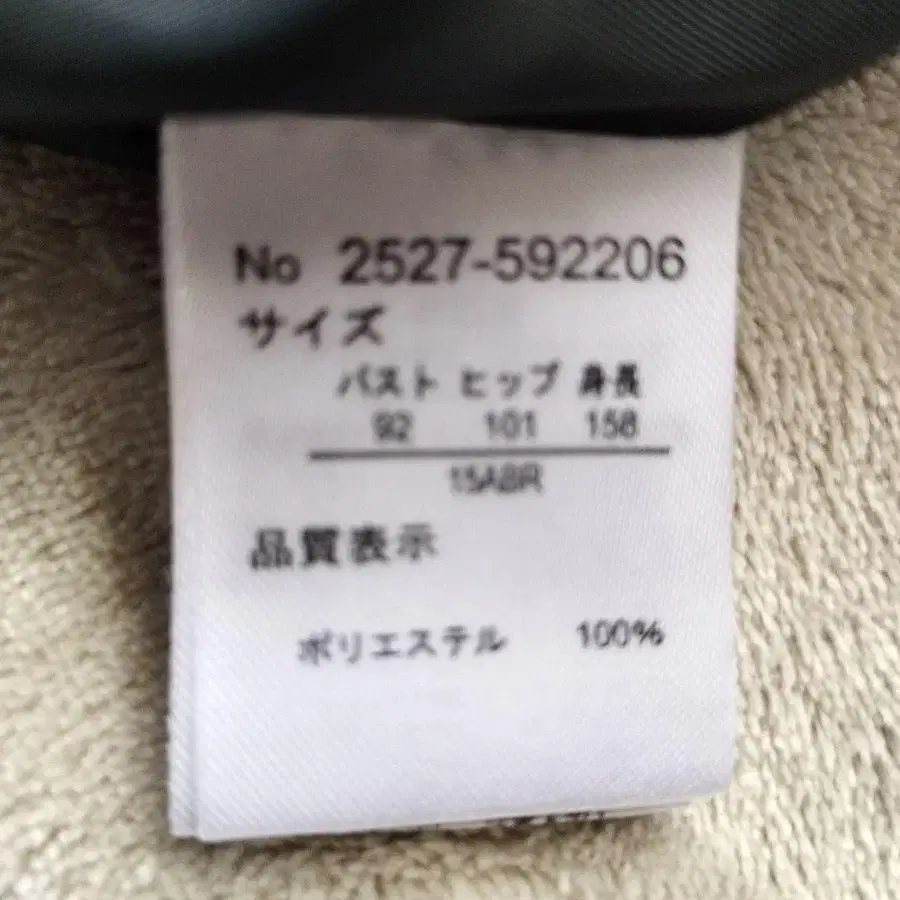 No 2527-592206
サイズ
バスト ヒップ 身長
92 101 158
15ABR
品質表示
ポリエステル 100%